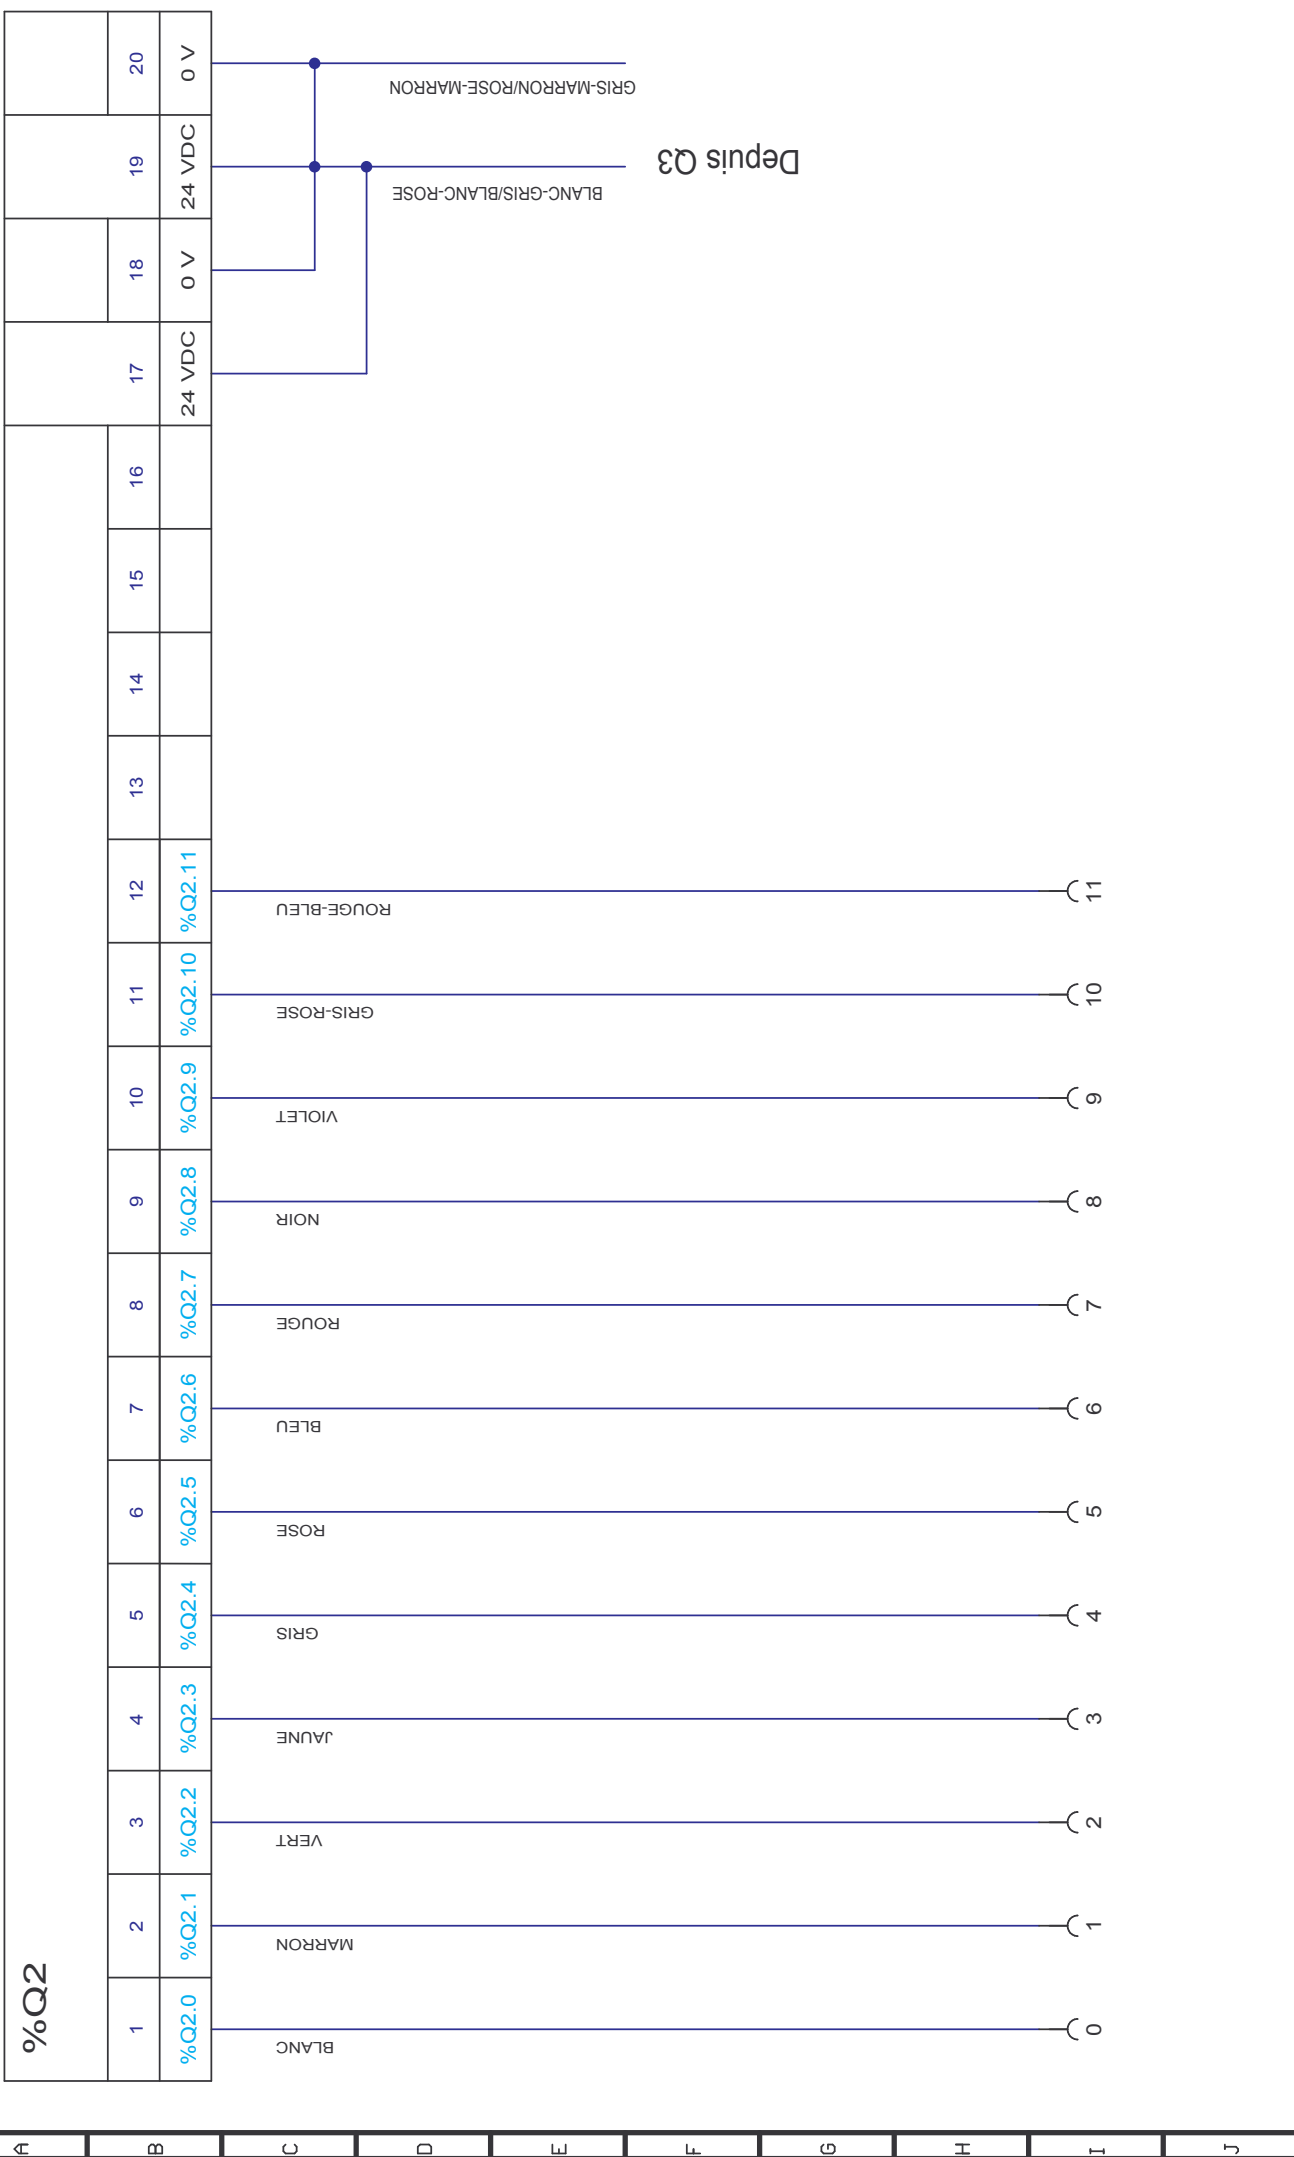 %Q2
1 2 3 4 5 6 7 8 9 10 11 12 13 14 15 16 17 18 19 20
%Q2.0 %Q2.1 %Q2.2 %Q2.3 %Q2.4 %Q2.5 %Q2.6 %Q2.7 %Q2.8 %Q2.9 %Q2.10 %Q2.11 24 VDC 0 V 24 VDC 0 V
BLANC
MARRON
VERT
JAUNE
GRIS
ROSE
BLEU
ROUGE
NOIR
VIOLET
GRIS-ROSE
ROUGE-BLEU
BLANC-GRIS/BLANC-ROSE
GRIS-MARRON/ROSE-MARRON
Depuis Q3
0 1 2 3 4 5 6 7 8 9 10 11
A
B
C
D
E
F
G
H
I
J